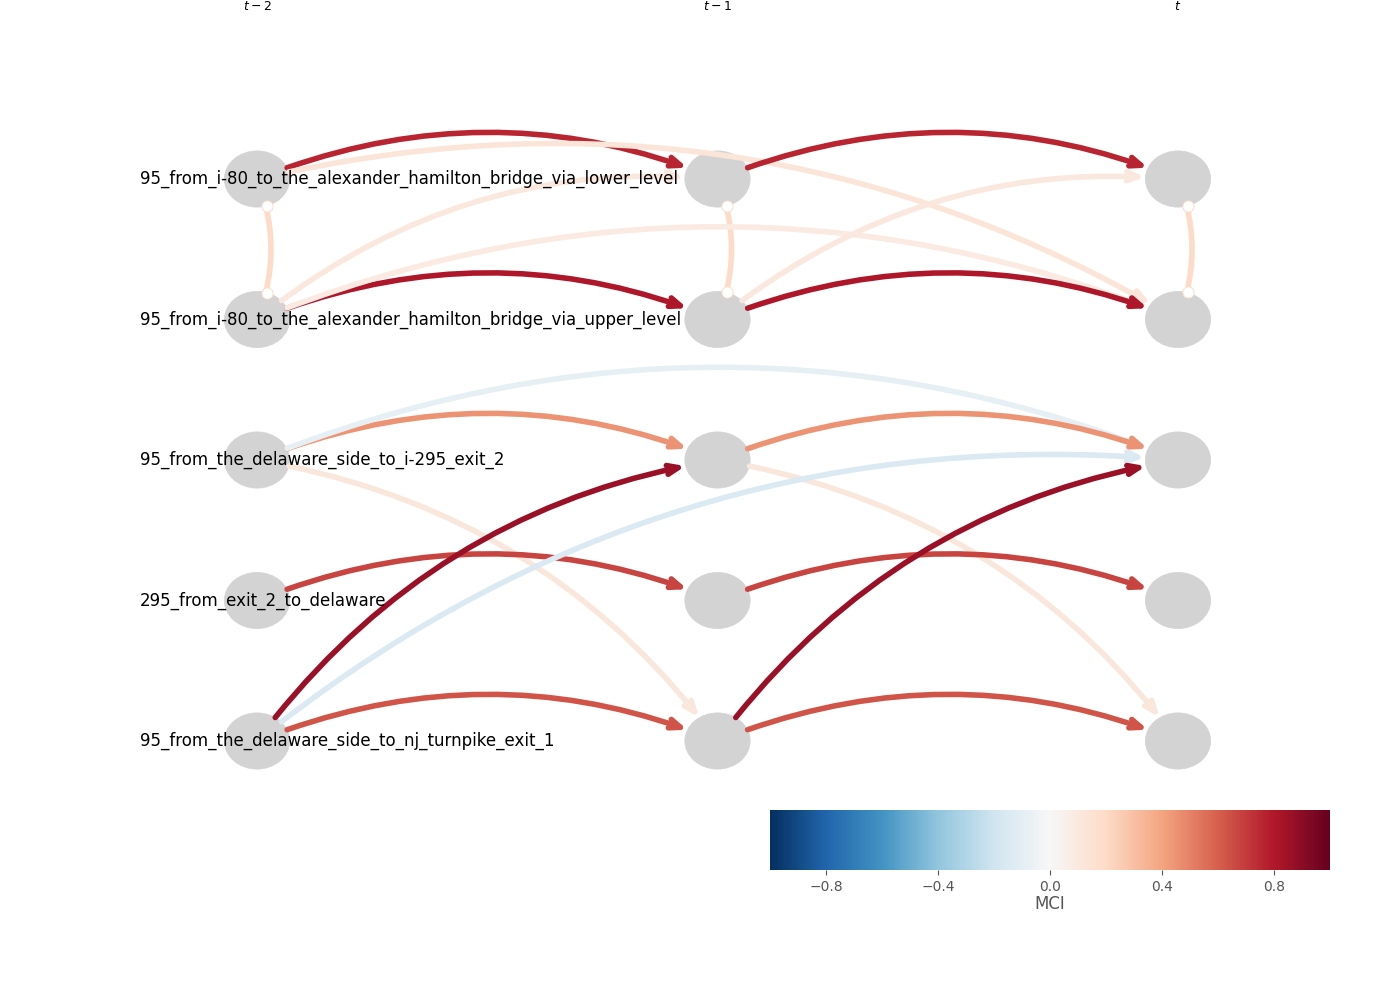 t − 2 t − 1 t
95_from_i-80_to_the_alexander_hamilton_bridge_via_lower_level
95_from_i-80_to_the_alexander_hamilton_bridge_via_upper_level
95_from_the_delaware_side_to_i-295_exit_2
295_from_exit_2_to_delaware
95_from_the_delaware_side_to_nj_turnpike_exit_1
−0.8 −0.4 0.0 0.4 0.8
MCI